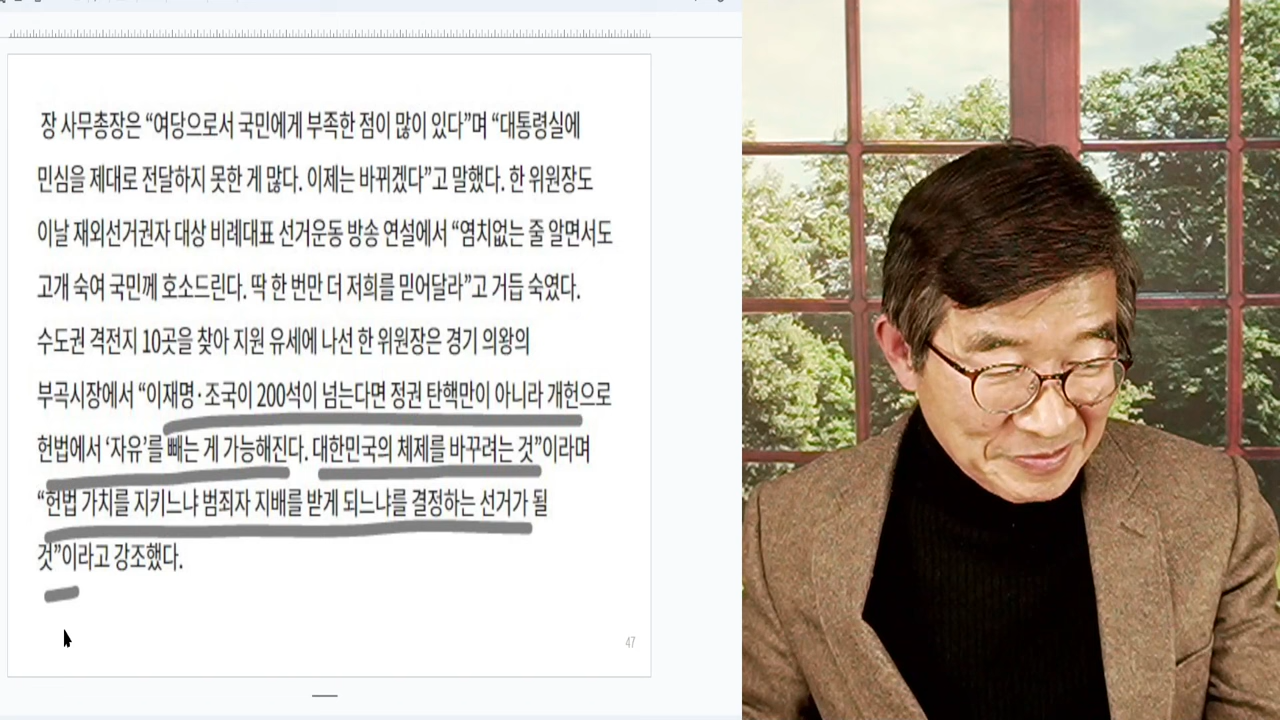 장 사무총장은 “여당으로서 국민에게 부족한 점이 많이 있다”며 “대통령실에
민심을 제대로 전달하지 못한 게 많다. 이제는 바뀌겠다”고 말했다. 한 위원장도
이날 재외선거권자 대상 비례대표 선거운동 방송 연설에서 “염치없는 줄 알면서도
고개 숙여 국민께 호소드린다. 딱 한 번만 더 저희를 믿어달라”고 거듭 숙였다.
수도권 격전지 10곳을 찾아 지원 유세에 나선 한 위원장은 경기 의왕의
부곡시장에서 “이재명·조국이 200석이 넘는다면 정권 탄핵만이 아니라 개헌으로
헌법에서 ‘자유’를 빼는 게 가능해진다. 대한민국의 체제를 바꾸려는 것”이라며
“헌법 가치를 지키느냐 범죄자 지배를 받게 되느냐를 결정하는 선거가 될
것”이라고 강조했다.
47